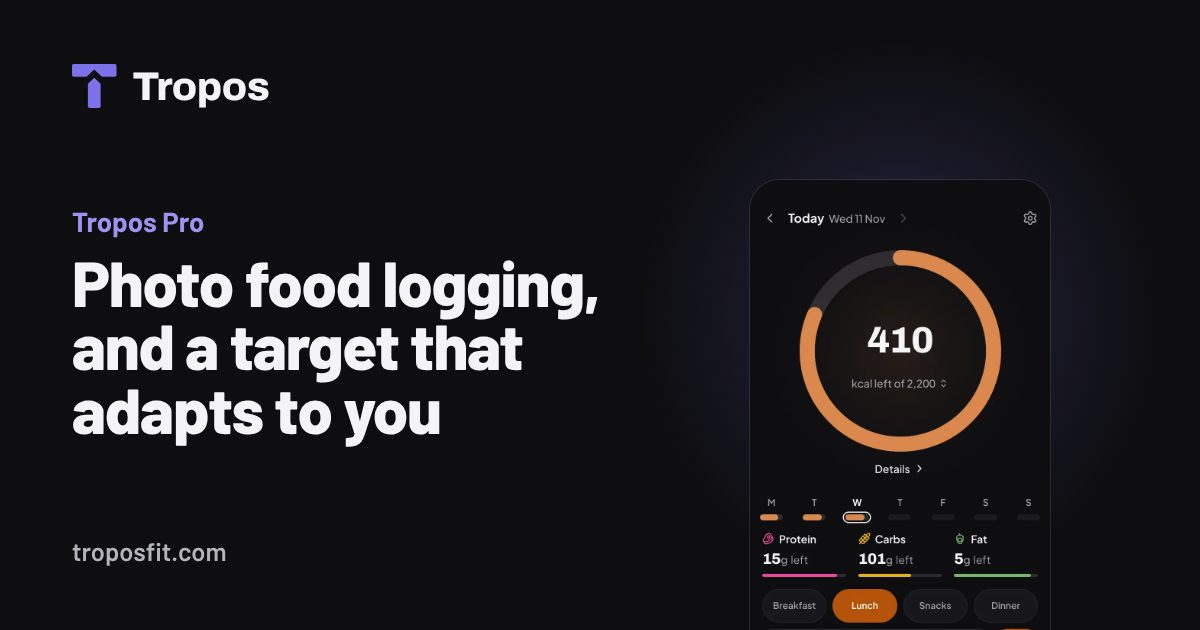 Tropos
Tropos Pro
Photo food logging,
and a target that
adapts to you
troposfit.com
Today Wed 11 Nov
410
kcal left of 2,200
Details
M T W T F S S
Protein Carbs Fat
15g left 101g left 5g left
Breakfast Lunch Snacks Dinner